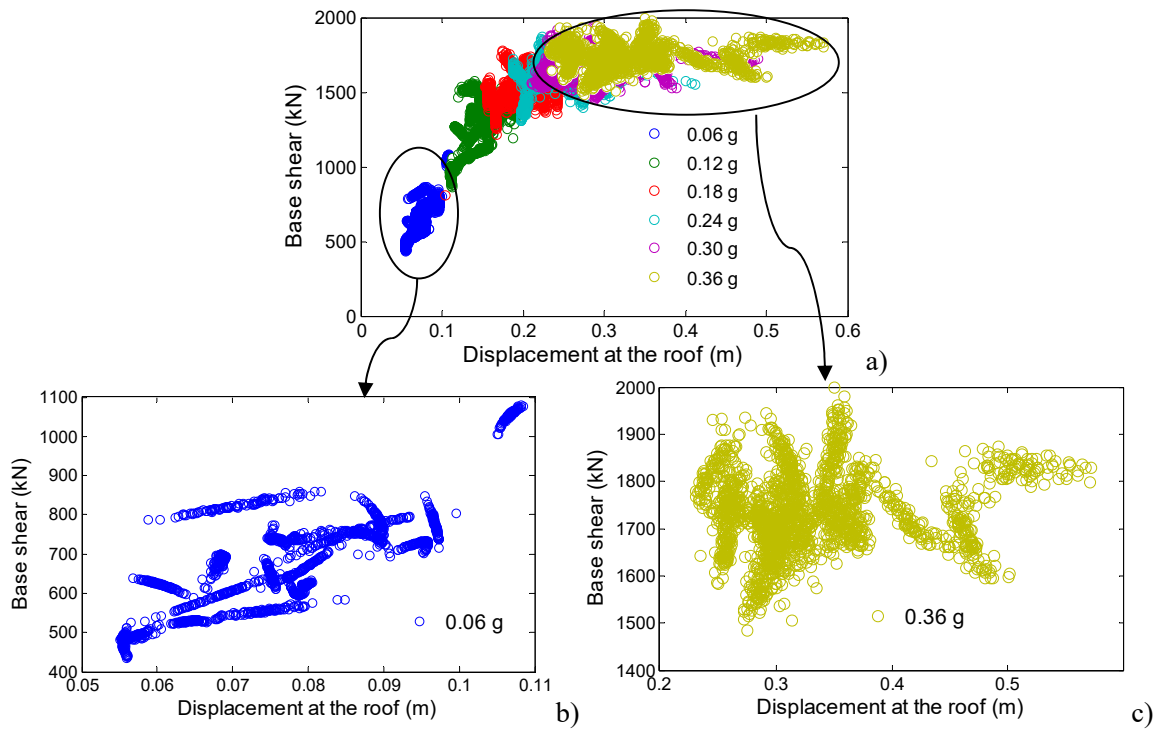 2000
1500
1000
500
0
Base shear (kN)
0.06 g
0.12 g
0.18 g
0.24 g
0.30 g
0.36 g
0 0.1 0.2 0.3 0.4 0.5 0.6
Displacement at the roof (m)
a)
1100
1000
900
800
700
600
500
400
Base shear (kN)
0.06 g
0.05 0.06 0.07 0.08 0.09 0.1 0.11
Displacement at the roof (m)
b)
2000
1900
1800
1700
1600
1500
1400
Base shear (kN)
0.36 g
0.2 0.3 0.4 0.5
Displacement at the roof (m)
c)